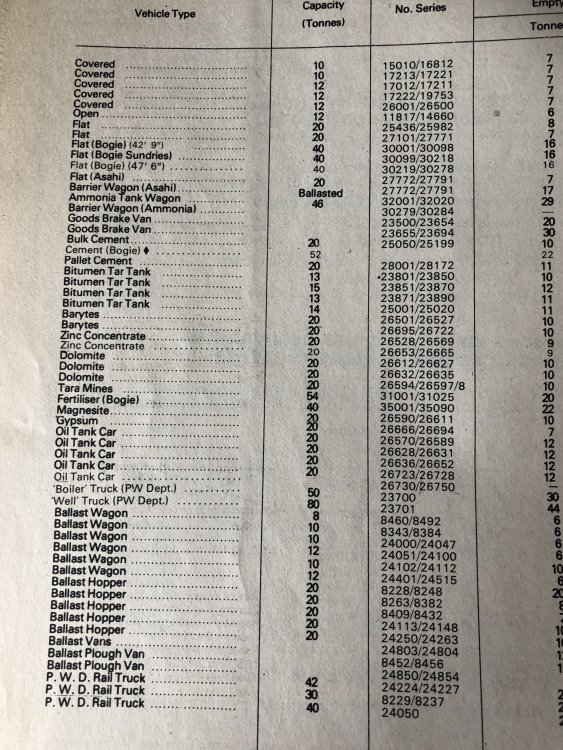 Vehicle Type Capacity (Tonnes) No. Series Empty Tonne
Covered 10 15010/16812 7
Covered 10 17213/17221 7
Covered 12 17012/17211 7
Covered 12 17222/19753 7
Covered 12 26001/26500 7
Open 12 11817/14660 6
Flat 20 25436/25982 8
Flat 20 27101/27771 7
Flat (Bogie) (42' 9") 40 30001/30098 16
Flat (Bogie Sundries) 40 30099/30218 16
Flat (Bogie) (47' 6") 40 30219/30278 16
Flat (Asahi) 20 27772/27791 7
Barrier Wagon (Asahi) Ballasted 27772/27791 17
Ammonia Tank Wagon 46 32001/32020 29
Barrier Wagon (Ammonia) 30279/30284 —
Goods Brake Van 23500/23654 20
Goods Brake Van 23655/23694 30
Bulk Cement 20 25050/25199 10
Cement (Bogie) ♦ 52 22
Pallet Cement 20 28001/28172 11
Bitumen Tar Tank 13 •23801/23850 10
Bitumen Tar Tank 15 23851/23870 12
Bitumen Tar Tank 13 23871/23890 11
Bitumen Tar Tank 14 25001/25020 11
Barytes 20 26501/26527 10
Barytes 20 26695/26722 10
Zinc Concentrate 20 26528/26569 9
Zinc Concentrate 20 26653/26665 9
Dolomite 20 26612/26627 10
Dolomite 20 26632/26635 10
Dolomite 20 26594/26597/8 10
Tara Mines 54 31001/31025 20
Fertiliser (Bogie) 40 35001/35090 22
Magnesite 20 26590/26611 10
Gypsum 20 26666/26694 7
Oil Tank Car 20 26570/26589 12
Oil Tank Car 20 26628/26631 12
Oil Tank Car 20 26636/26652 12
Oil Tank Car 20 26723/26728 12
Oil Tank Car 26730/26750 —
'Boiler' Truck (PW Dept.) 50 23700 30
'Well' Truck (PW Dept.) 80 23701 44
Ballast Wagon 8 8460/8492 6
Ballast Wagon 10 8343/8384 6
Ballast Wagon 10 24000/24047 6
Ballast Wagon 12 24051/24100 6
Ballast Wagon 10 24102/24112 10
Ballast Wagon 12 24401/24515 6
Ballast Hopper 20 8228/8248 20
Ballast Hopper 20 8263/8382
Ballast Hopper 20 8409/8432
Ballast Hopper 20 24113/24148
Ballast Hopper 20 24250/24263
Ballast Vans 24803/24804
Ballast Plough Van 8452/8456
Ballast Plough Van 24850/24854
P. W. D. Rail Truck 42 24224/24227
P. W. D. Rail Truck 30 8229/8237
P. W. D. Rail Truck 40 24050